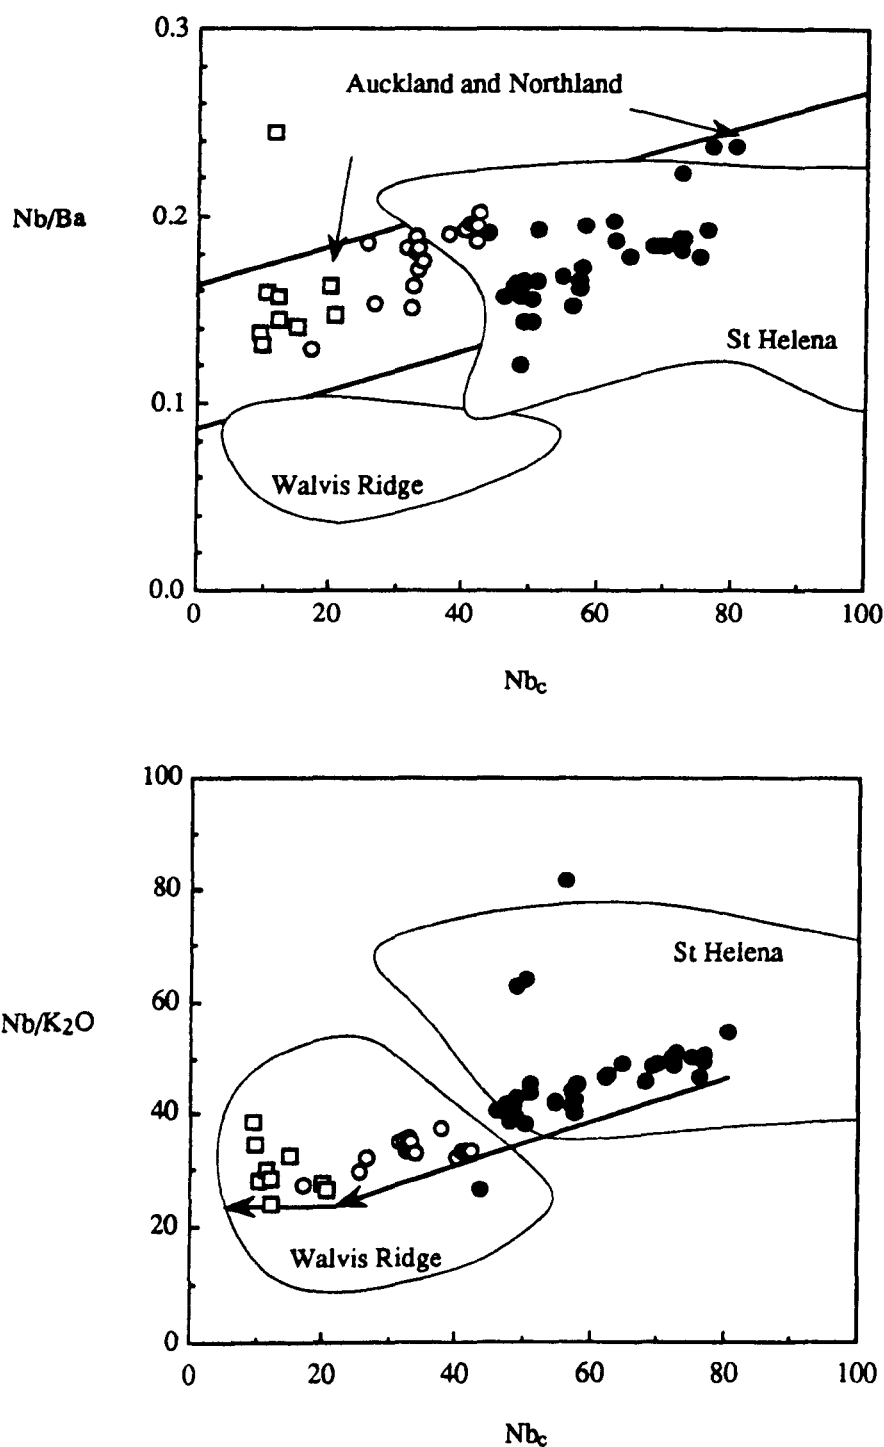 0.3
Auckland and Northland
Nb/Ba
0.2
St Helena
0.1
Walvis Ridge
0.0
0 20 40 60 80 100
Nbc
100
80
St Helena
60
Nb/K2O
40
20
Walvis Ridge
0
0 20 40 60 80 100
Nbc